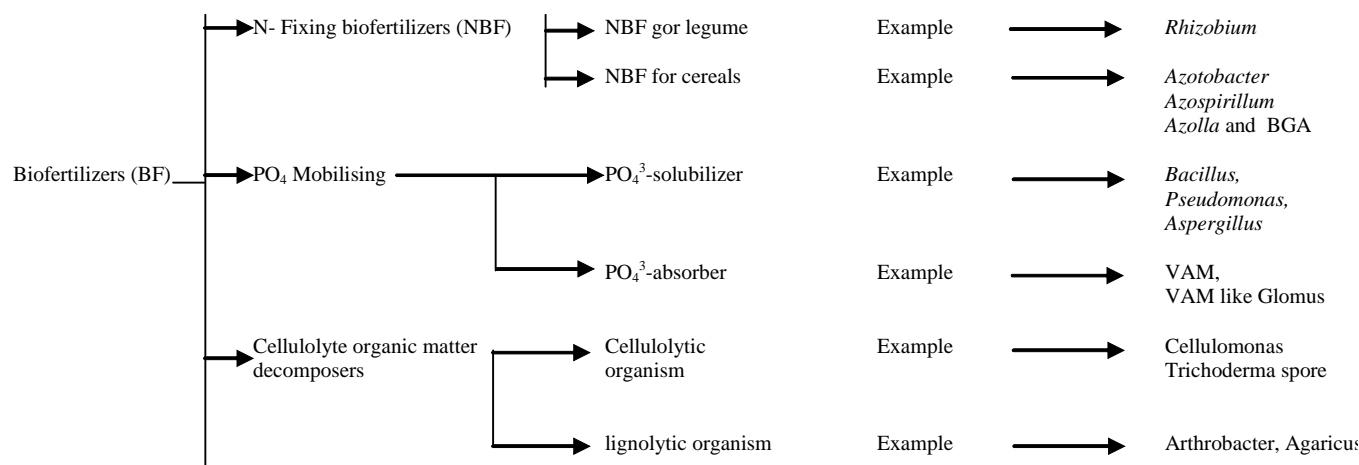 N- Fixing biofertilizers (NBF) NBF gor legume Example Rhizobium
NBF for cereals Example Azotobacter
Azospirillum
Azolla and BGA
Biofertilizers (BF) PO₄ Mobilising PO₄³-solubilizer Example Bacillus,
Pseudomonas,
Aspergillus
PO₄³-absorber Example VAM,
VAM like Glomus
Cellulolyte organic matter Cellulolytic Example Cellulomonas
decomposers organism Trichoderma spore
lignolytic organism Example Arthrobacter, Agaricus